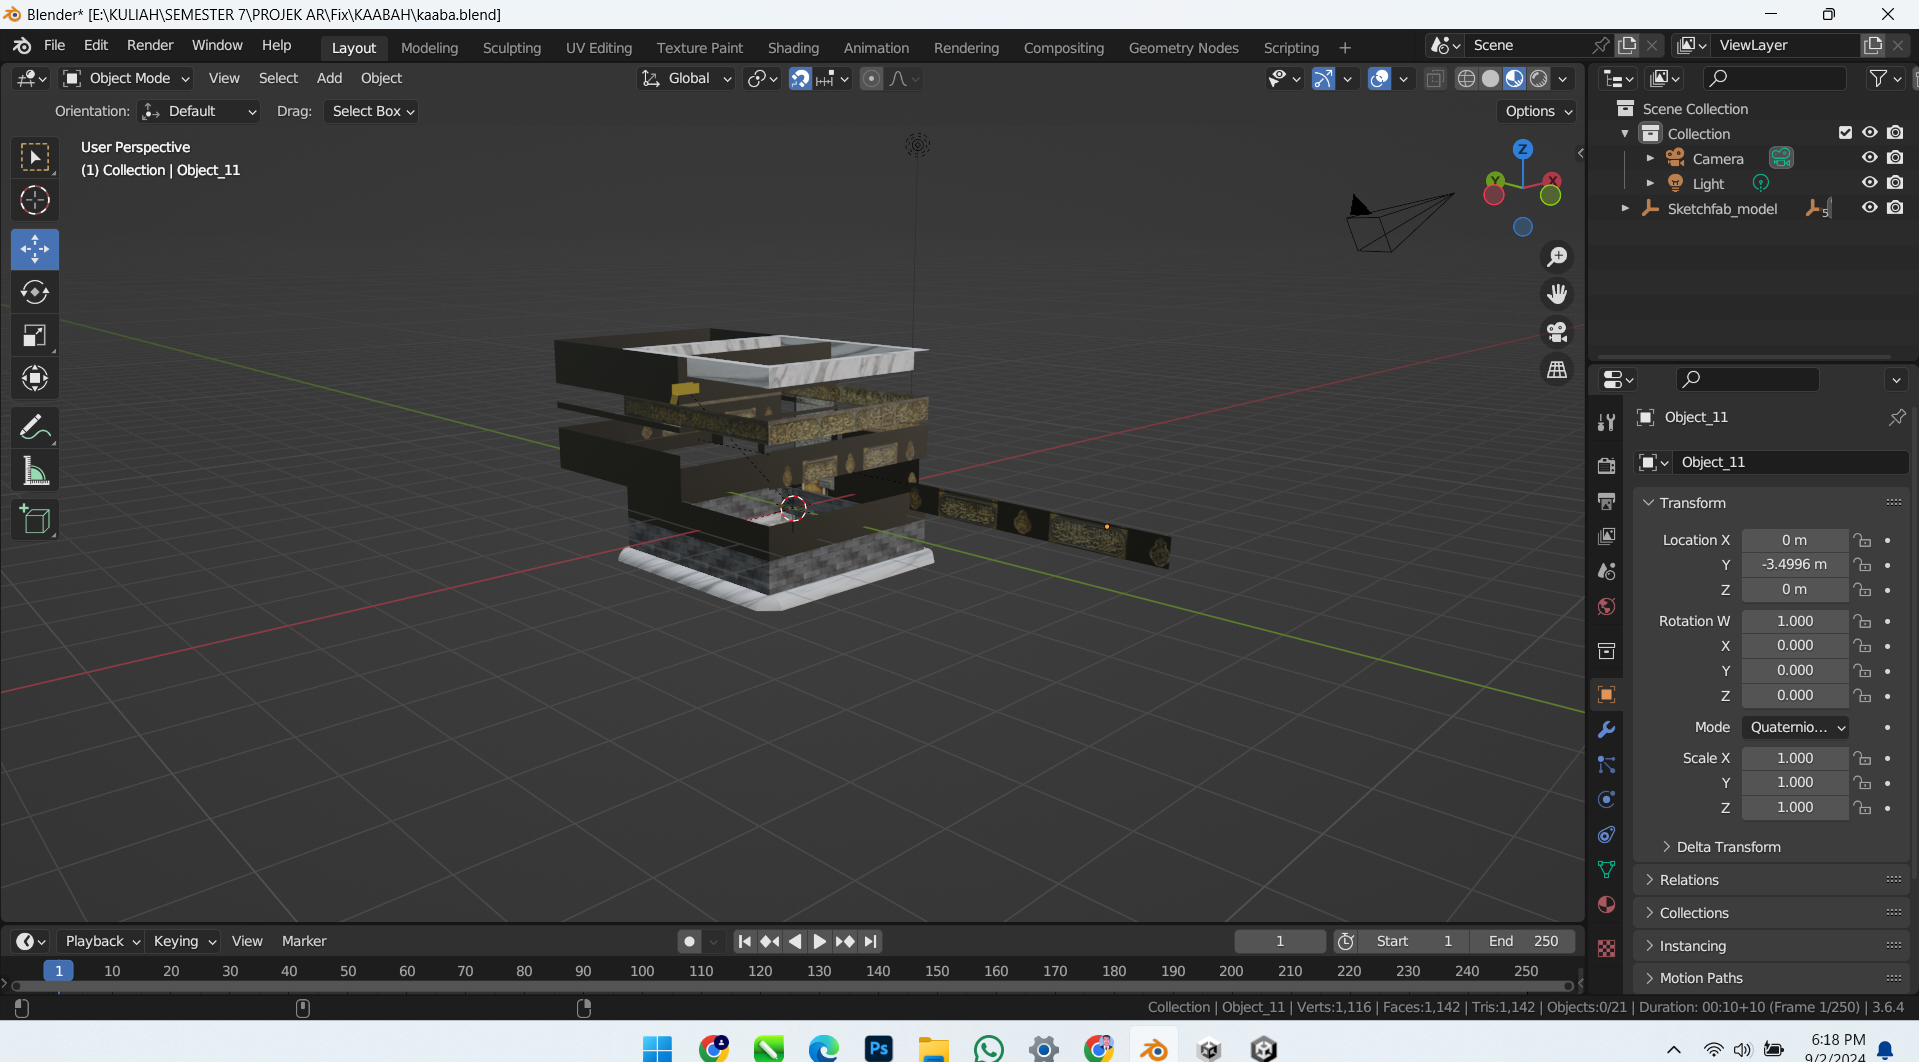 Blender* [E:\KULIAH\SEMESTER 7\PROJEK AR\Fix\KAABAH\kaaba.blend]
File Edit Render Window Help Layout Modeling Sculpting UV Editing Texture Paint Shading Animation Rendering Compositing Geometry Nodes Scripting + Scene ViewLayer
Object Mode View Select Add Object Global
Orientation: Default Drag: Select Box Options
User Perspective
(1) Collection | Object_11
Z
Y X
Scene Collection
Collection
Camera
Light
Sketchfab_model 5
Object_11
Object_11
Transform
Location X 0 m
Y -3.4996 m
Z 0 m
Rotation W 1.000
X 0.000
Y 0.000
Z 0.000
Mode Quaternio...
Scale X 1.000
Y 1.000
Z 1.000
Delta Transform
Relations
Collections
Instancing
Motion Paths
Playback Keying View Marker 1 Start 1 End 250
1 10 20 30 40 50 60 70 80 90 100 110 120 130 140 150 160 170 180 190 200 210 220 230 240 250
Collection | Object_11 | Verts:1,116 | Faces:1,142 | Tris:1,142 | Objects:0/21 | Duration: 00:10+10 (Frame 1/250) | 3.6.4
Ps
6:18 PM
9/2/2024